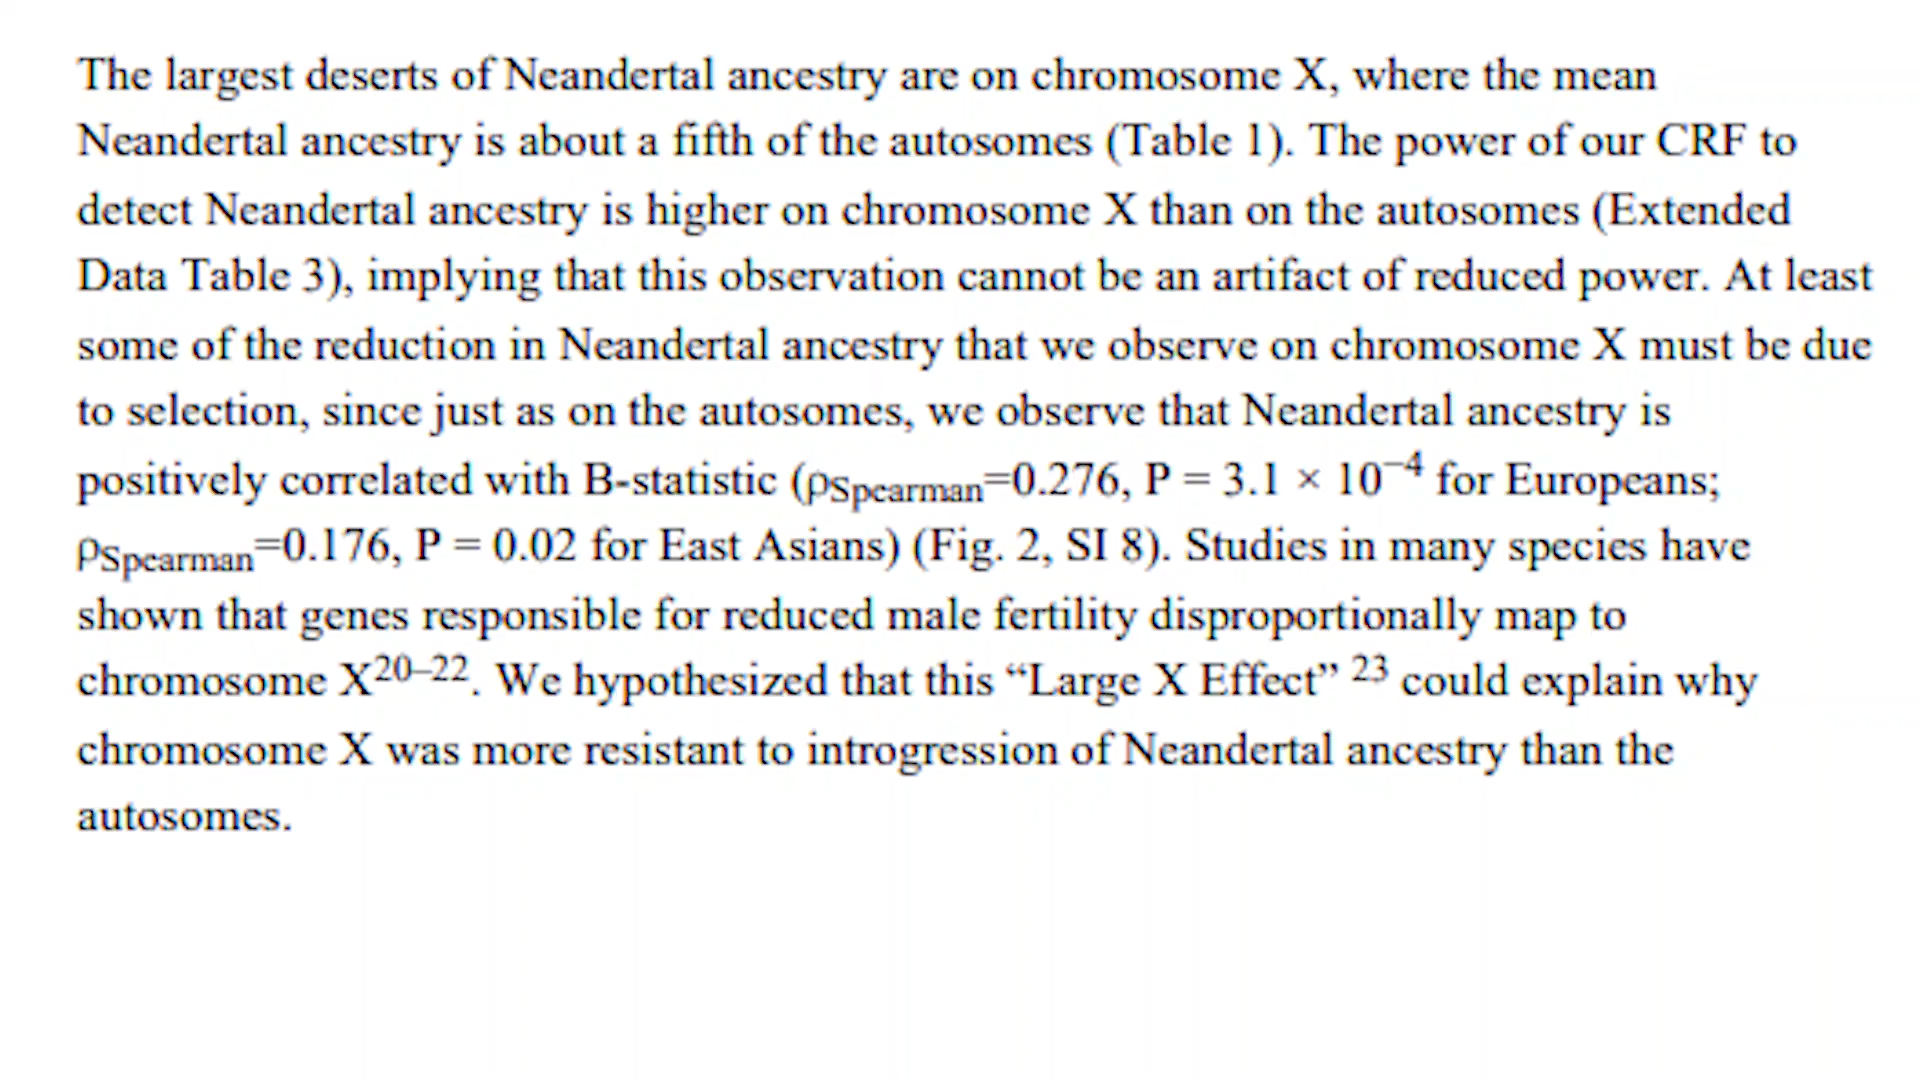 The largest deserts of Neandertal ancestry are on chromosome X, where the mean
Neandertal ancestry is about a fifth of the autosomes (Table 1). The power of our CRF to
detect Neandertal ancestry is higher on chromosome X than on the autosomes (Extended
Data Table 3), implying that this observation cannot be an artifact of reduced power. At least
some of the reduction in Neandertal ancestry that we observe on chromosome X must be due
to selection, since just as on the autosomes, we observe that Neandertal ancestry is
positively correlated with B-statistic (ρSpearman=0.276, P = 3.1 × 10⁻⁴ for Europeans;
ρSpearman=0.176, P = 0.02 for East Asians) (Fig. 2, SI 8). Studies in many species have
shown that genes responsible for reduced male fertility disproportionally map to
chromosome X²⁰–²². We hypothesized that this “Large X Effect” ²³ could explain why
chromosome X was more resistant to introgression of Neandertal ancestry than the
autosomes.